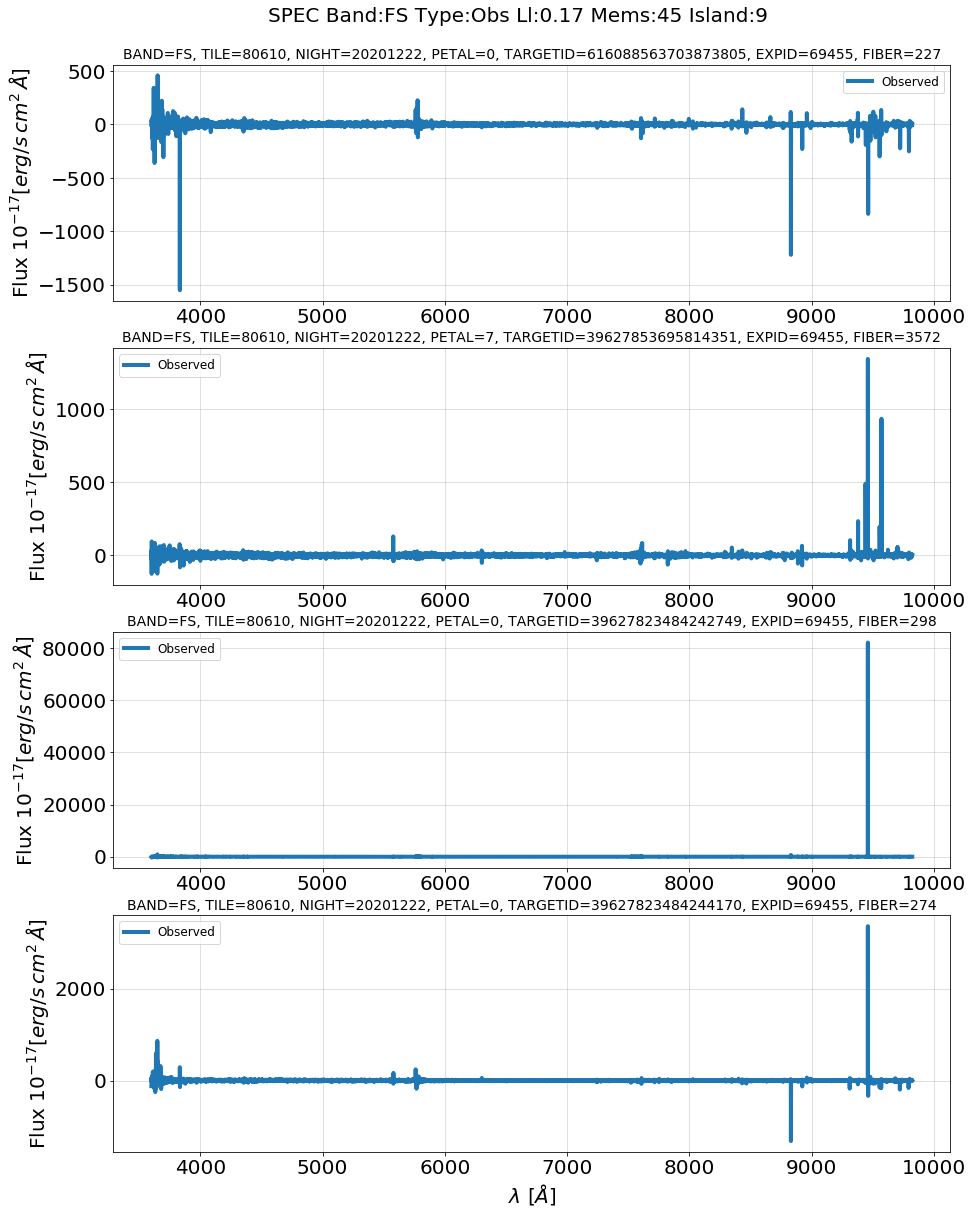 SPEC Band:FS Type:Obs Ll:0.17 Mems:45 Island:9
BAND=FS, TILE=80610, NIGHT=20201222, PETAL=0, TARGETID=616088563703873805, EXPID=69455, FIBER=227
Flux 10^{-17}[erg/s cm^2 Å]
500
0
−500
−1000
−1500
Observed
4000 5000 6000 7000 8000 9000 10000
BAND=FS, TILE=80610, NIGHT=20201222, PETAL=7, TARGETID=39627853695814351, EXPID=69455, FIBER=3572
Flux 10^{-17}[erg/s cm^2 Å]
1000
500
0
Observed
4000 5000 6000 7000 8000 9000 10000
BAND=FS, TILE=80610, NIGHT=20201222, PETAL=0, TARGETID=39627823484242749, EXPID=69455, FIBER=298
Flux 10^{-17}[erg/s cm^2 Å]
80000
60000
40000
20000
0
Observed
4000 5000 6000 7000 8000 9000 10000
BAND=FS, TILE=80610, NIGHT=20201222, PETAL=0, TARGETID=39627823484244170, EXPID=69455, FIBER=274
Flux 10^{-17}[erg/s cm^2 Å]
2000
0
Observed
4000 5000 6000 7000 8000 9000 10000
λ [Å]